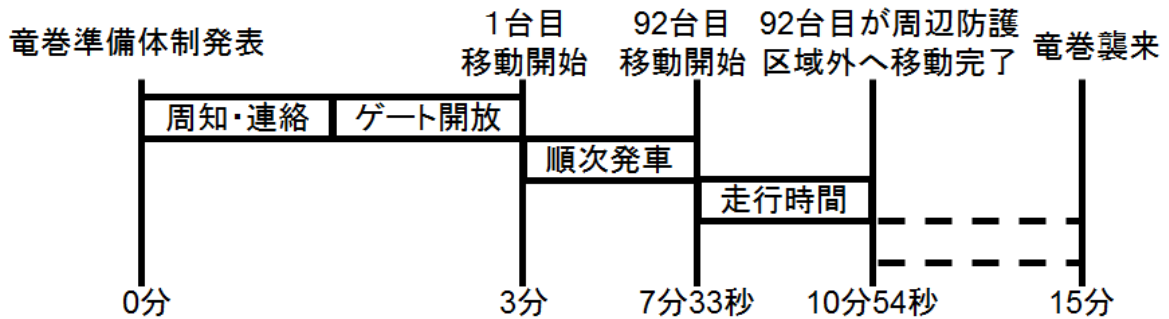 竜巻準備体制発表
1台目
移動開始
92台目
移動開始
92台目が周辺防護
区域外へ移動完了
竜巻襲来
周知・連絡
ゲート開放
順次発車
走行時間
0分
3分
7分33秒
10分54秒
15分